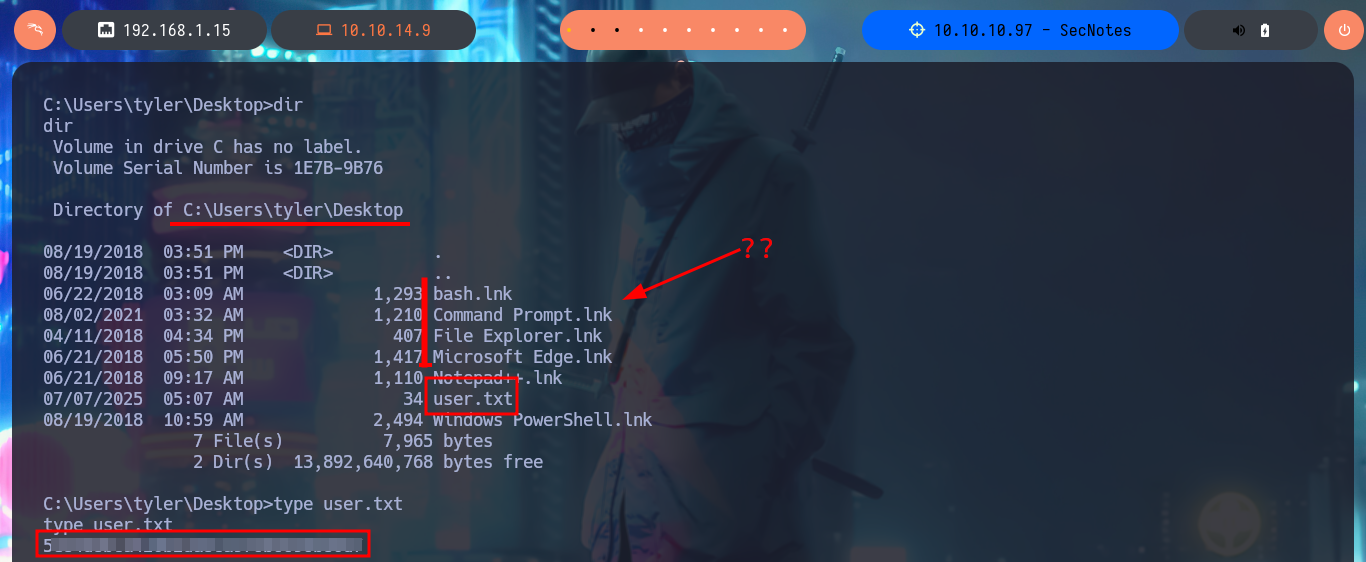 192.168.1.15
10.10.14.9
10.10.10.97 - SecNotes
C:\Users\tyler\Desktop>dir
dir
Volume in drive C has no label.
Volume Serial Number is 1E7B-9B76
Directory of C:\Users\tyler\Desktop
08/19/2018 03:51 PM <DIR> .
08/19/2018 03:51 PM <DIR> ..
??
06/22/2018 03:09 AM 1,293 bash.lnk
08/02/2021 03:32 AM 1,210 Command Prompt.lnk
04/11/2018 04:34 PM 407 File Explorer.lnk
06/21/2018 05:50 PM 1,417 Microsoft Edge.lnk
06/21/2018 09:17 AM 1,110 Notepad++.lnk
07/07/2025 05:07 AM 34 user.txt
08/19/2018 10:59 AM 2,494 Windows PowerShell.lnk
7 File(s) 7,965 bytes
2 Dir(s) 13,892,640,768 bytes free
C:\Users\tyler\Desktop>type user.txt
type user.txt